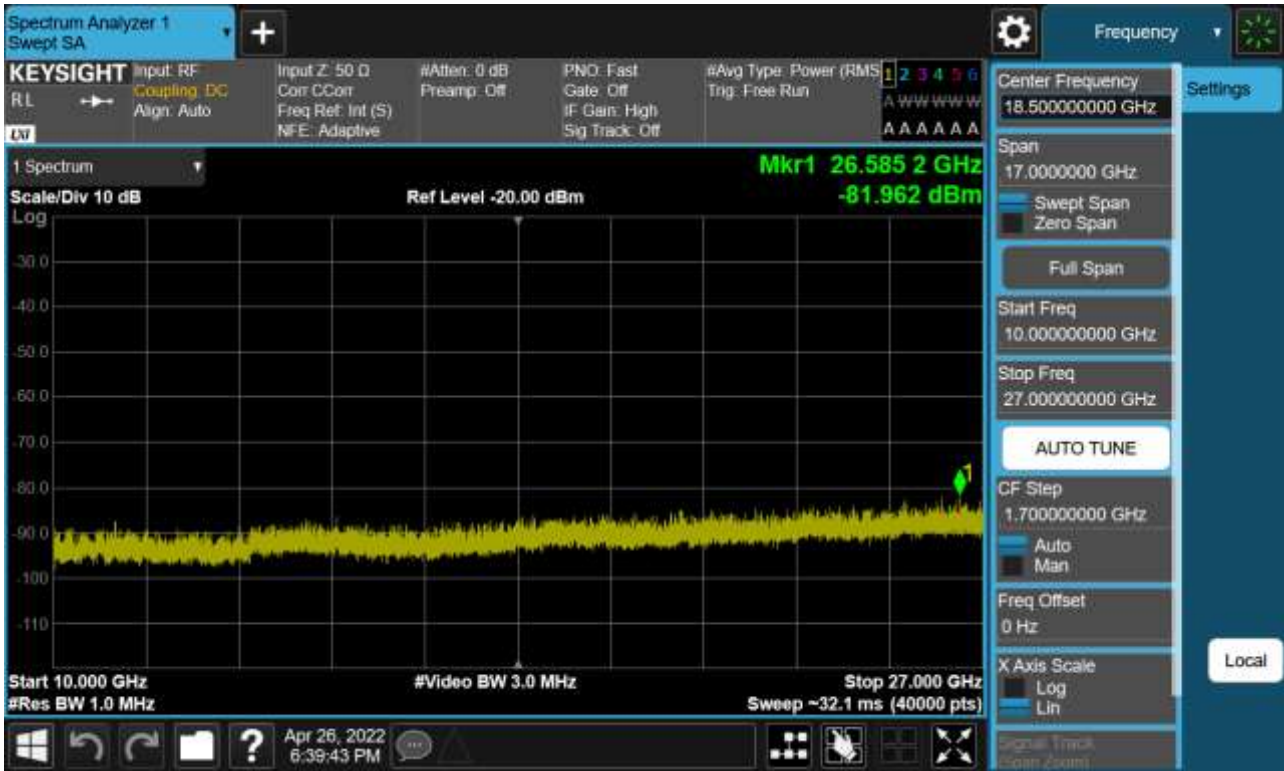 Spectrum Analyzer 1
Swept SA
+
Frequency
KEYSIGHT
RL
LXI
Input: RF
Coupling: DC
Align: Auto
Input Z: 50 Ω
Corr CCorr
Freq Ref: Int (S)
NFE: Adaptive
#Atten: 0 dB
Preamp: Off
PNO: Fast
Gate: Off
IF Gain: High
Sig Track: Off
#Avg Type: Power (RMS
Trig: Free Run
1 2 3 4 5 6
A W W W W W
A A A A A A
1 Spectrum
Scale/Div 10 dB
Log
Ref Level -20.00 dBm
Mkr1 26.585 2 GHz
-81.962 dBm
-30.0
-40.0
-50.0
-60.0
-70.0
-80.0
-90.0
-100
-110
1
Start 10.000 GHz
#Res BW 1.0 MHz
#Video BW 3.0 MHz
Stop 27.000 GHz
Sweep ~32.1 ms (40000 pts)
?
Apr 26, 2022
6:39:43 PM
Center Frequency
18.500000000 GHz
Span
17.0000000 GHz
Swept Span
Zero Span
Full Span
Start Freq
10.000000000 GHz
Stop Freq
27.000000000 GHz
AUTO TUNE
CF Step
1.700000000 GHz
Auto
Man
Freq Offset
0 Hz
X Axis Scale
Log
Lin
Signal Track
(Span Zoom)
Settings
Local